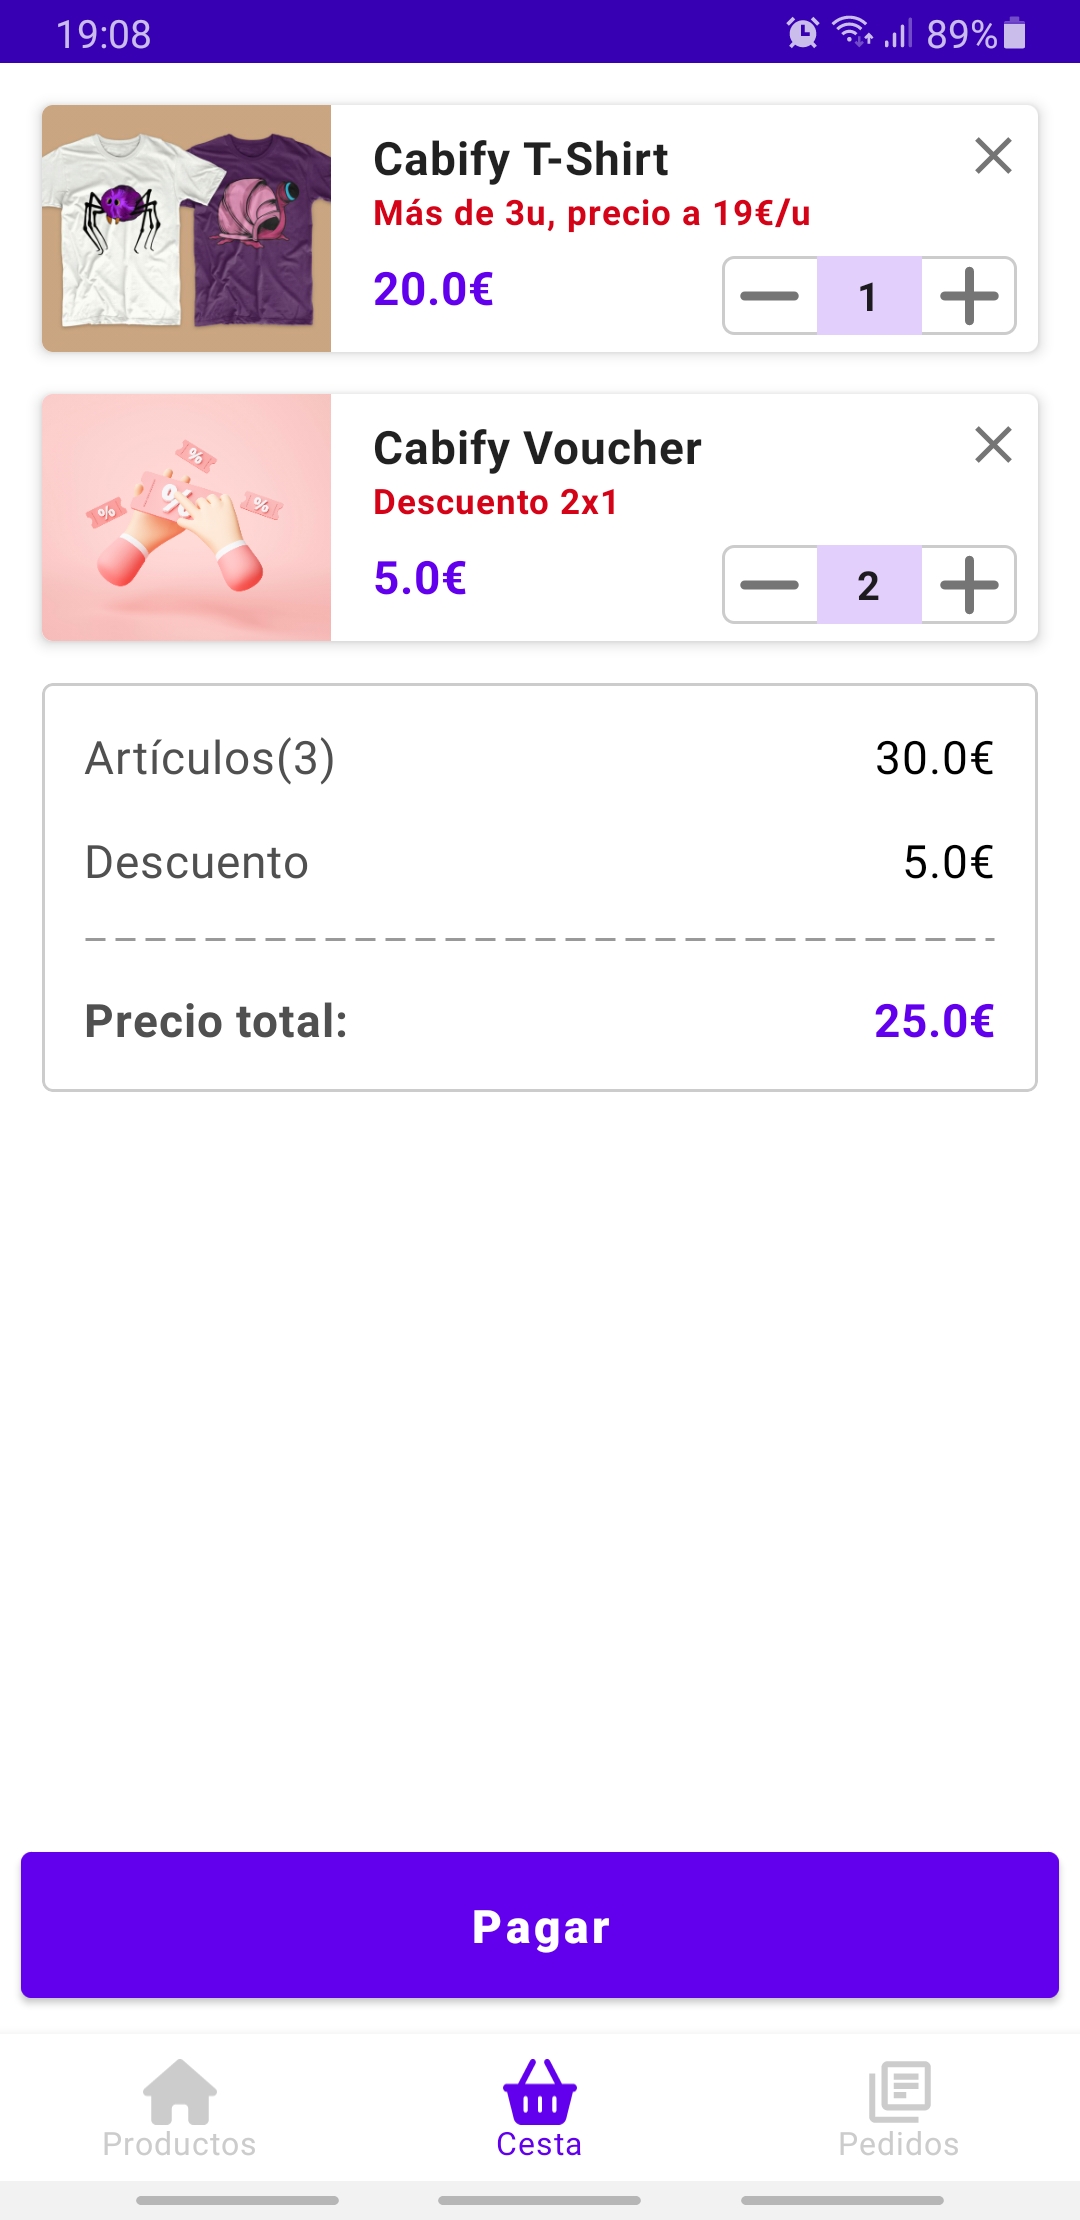 19:08 89%
Cabify T-Shirt
Más de 3u, precio a 19€/u
20.0€
1
Cabify Voucher
Descuento 2x1
5.0€
2
%
%
%
%
Artículos(3) 30.0€
Descuento 5.0€
Precio total: 25.0€
Pagar
Productos Cesta Pedidos